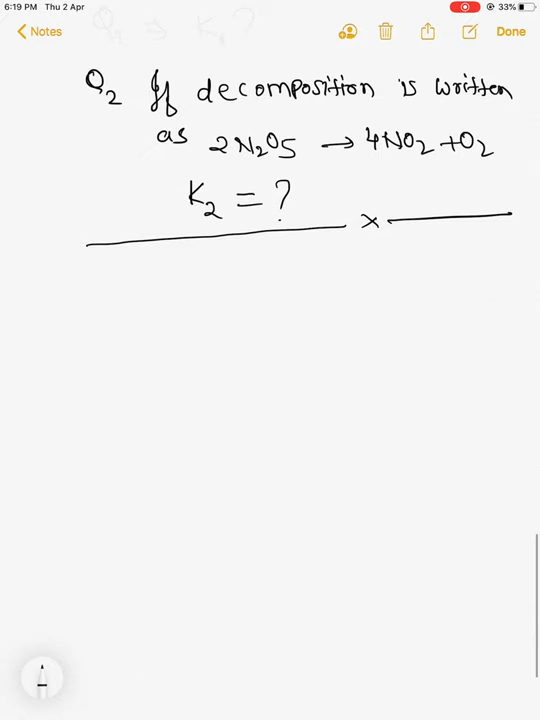 6:19 PM Thu 2 Apr
33%
Notes
Done
Q2 If decomposition is written
as 2N2O5 → 4NO2 + O2
K2 = ?
x